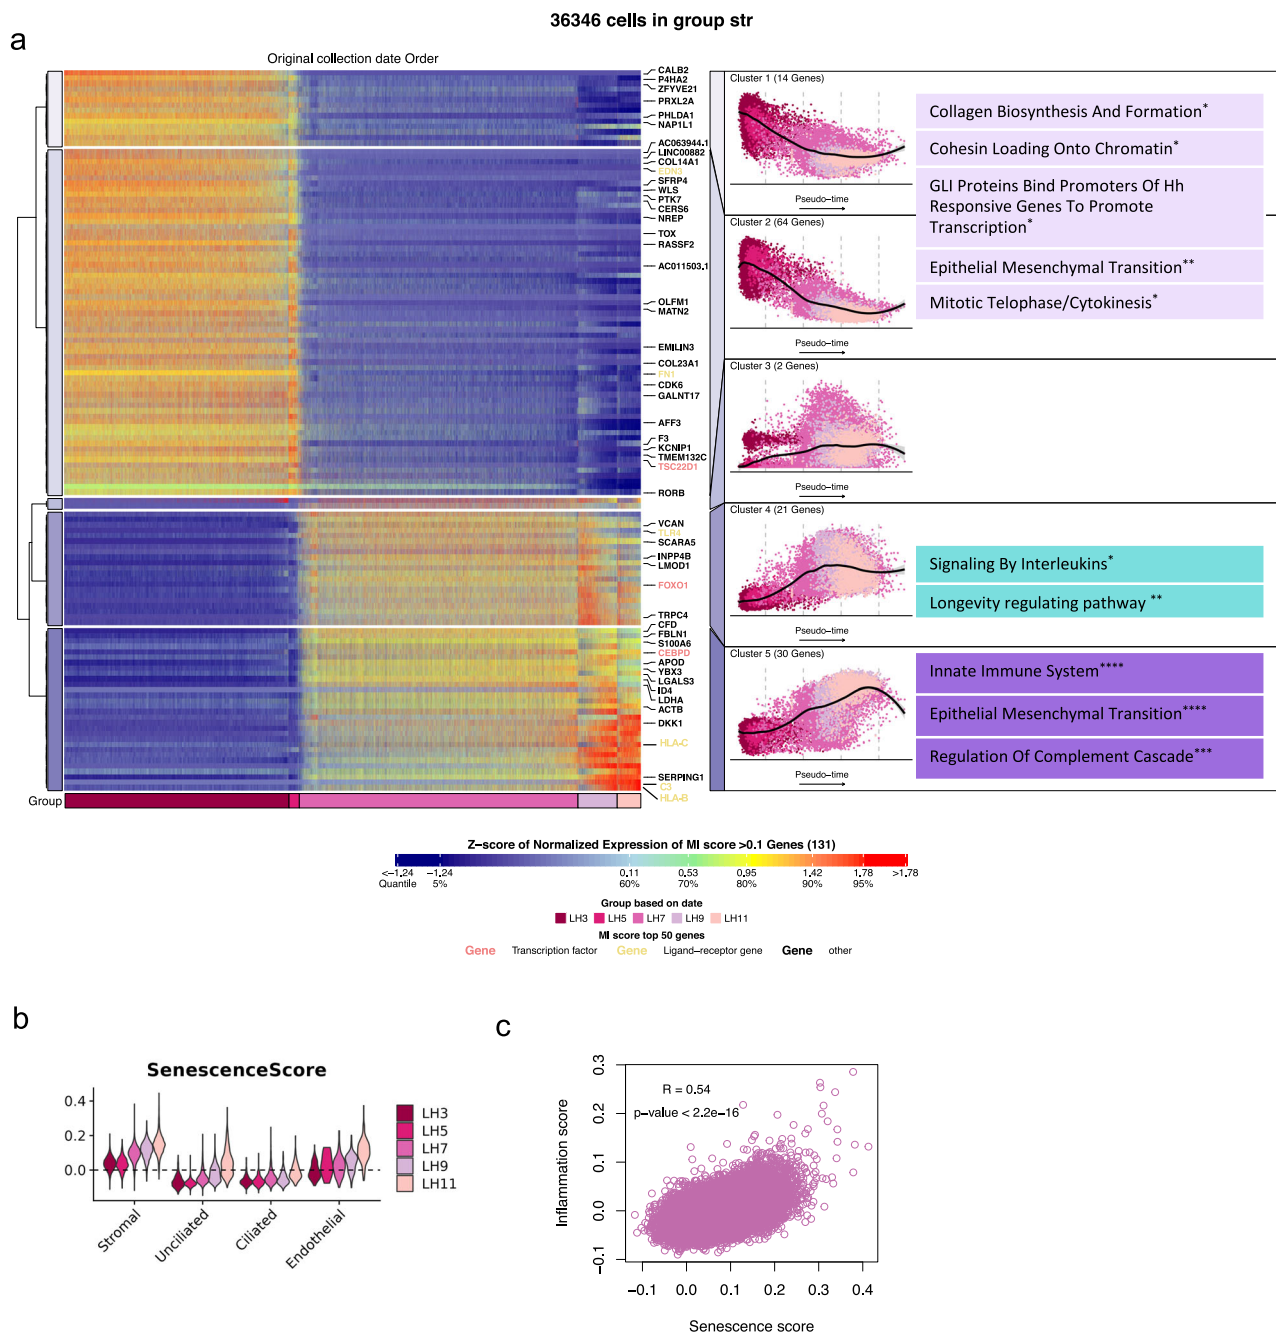 36346 cells in group str
a
Original collection date Order
CALB2
P4HA2
ZFYVE21
PRXL2A
PHLDA1
NAP1L1
AC063944.1
LINC00882
COL14A1
EDN3
SFRP4
WLS
PTK7
CERS6
NREP
TOX
RASSF2
AC011503.1
OLFM1
MATN2
EMILIN3
COL23A1
FN1
CDK6
GALNT17
AFF3
F3
KCNIP1
TMEM132C
TSC22D1
RORB
VCAN
TLR4
SCARA5
INPP4B
LMOD1
FOXO1
TRPC4
CFD
FBLN1
S100A6
CEBPD
APOD
YBX3
LGALS3
ID4
LDHA
ACTB
DKK1
HLA-C
SERPING1
C3
HLA-B
Group
Cluster 1 (14 Genes)
Pseudo-time
Cluster 2 (64 Genes)
Pseudo-time
Cluster 3 (2 Genes)
Pseudo-time
Cluster 4 (21 Genes)
Pseudo-time
Cluster 5 (30 Genes)
Pseudo-time
Collagen Biosynthesis And Formation*
Cohesin Loading Onto Chromatin*
GLI Proteins Bind Promoters Of Hh
Responsive Genes To Promote
Transcription*
Epithelial Mesenchymal Transition**
Mitotic Telophase/Cytokinesis*
Signaling By Interleukins*
Longevity regulating pathway **
Innate Immune System****
Epithelial Mesenchymal Transition****
Regulation Of Complement Cascade***
Z-score of Normalized Expression of MI score >0.1 Genes (131)
<-1.24 -1.24 0.11 0.53 0.95 1.42 1.78 >1.78
Quantile 5% 60% 70% 80% 90% 95%
Group based on date
LH3 LH5 LH7 LH9 LH11
MI score top 50 genes
Gene Transcription factor Gene Ligand-receptor gene Gene other
b
SenescenceScore
0.4
0.2
0.0
Stromal
Unciliated
Ciliated
Endothelial
LH3
LH5
LH7
LH9
LH11
c
R = 0.54
p-value < 2.2e-16
Inflammation score
0.3
0.2
0.1
0.0
-0.1
-0.1 0.0 0.1 0.2 0.3 0.4
Senescence score